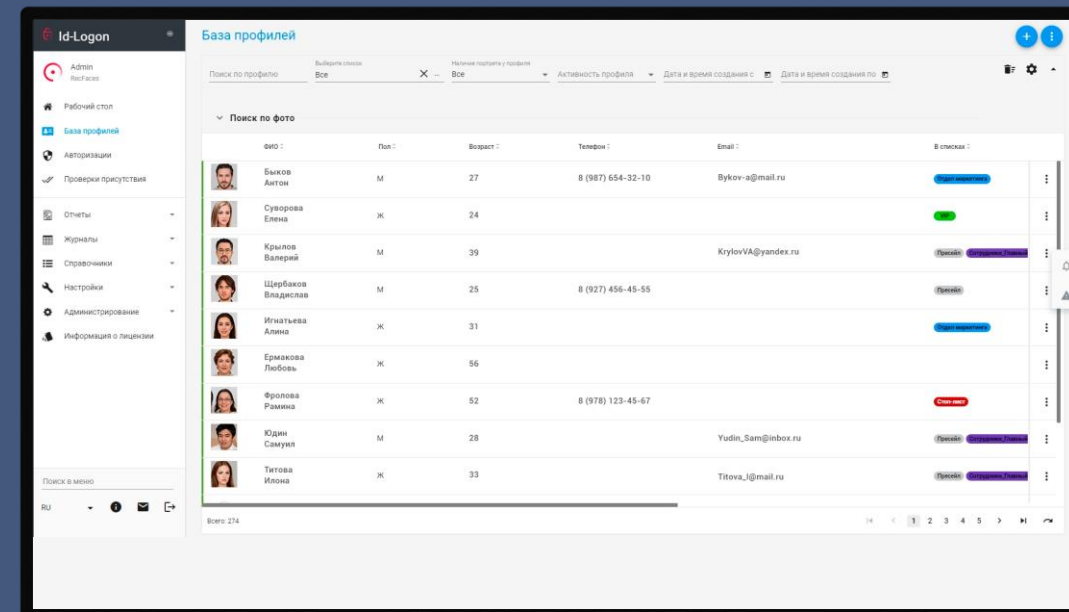 Id-Logon
Admin
RecFaces
Рабочий стол
База профилей
Авторизации
Проверки присутствия
Отчеты
Журналы
Справочники
Настройки
Администрирование
Информация о лицензии
Поиск в меню
RU
База профилей
Поиск по профилю
Выберите список
Все
Наличие портрета у профиля
Все
Активность профиля
Дата и время создания с
Дата и время создания по
Поиск по фото
ФИО Пол Возраст Телефон Email В списках
Быков
Антон
М 27 8 (987) 654-32-10 Bykov-a@mail.ru Отдел маркетинга
Суворова
Елена
Ж 24 VIP
Крылов
Валерий
М 39 KrylovVA@yandex.ru Пресейл Сотрудники_Главный
Щербаков
Владислав
М 25 8 (927) 456-45-55 Пресейл
Игнатьева
Алина
Ж 31 Отдел маркетинга
Ермакова
Любовь
Ж 56
Фролова
Рамина
Ж 52 8 (978) 123-45-67 Стоп-лист
Юдин
Самуил
М 28 Yudin_Sam@inbox.ru Пресейл Сотрудники_Главный
Титова
Илона
Ж 33 Titova_I@mail.ru Пресейл Сотрудники_Главный
Всего: 274
1 2 3 4 5